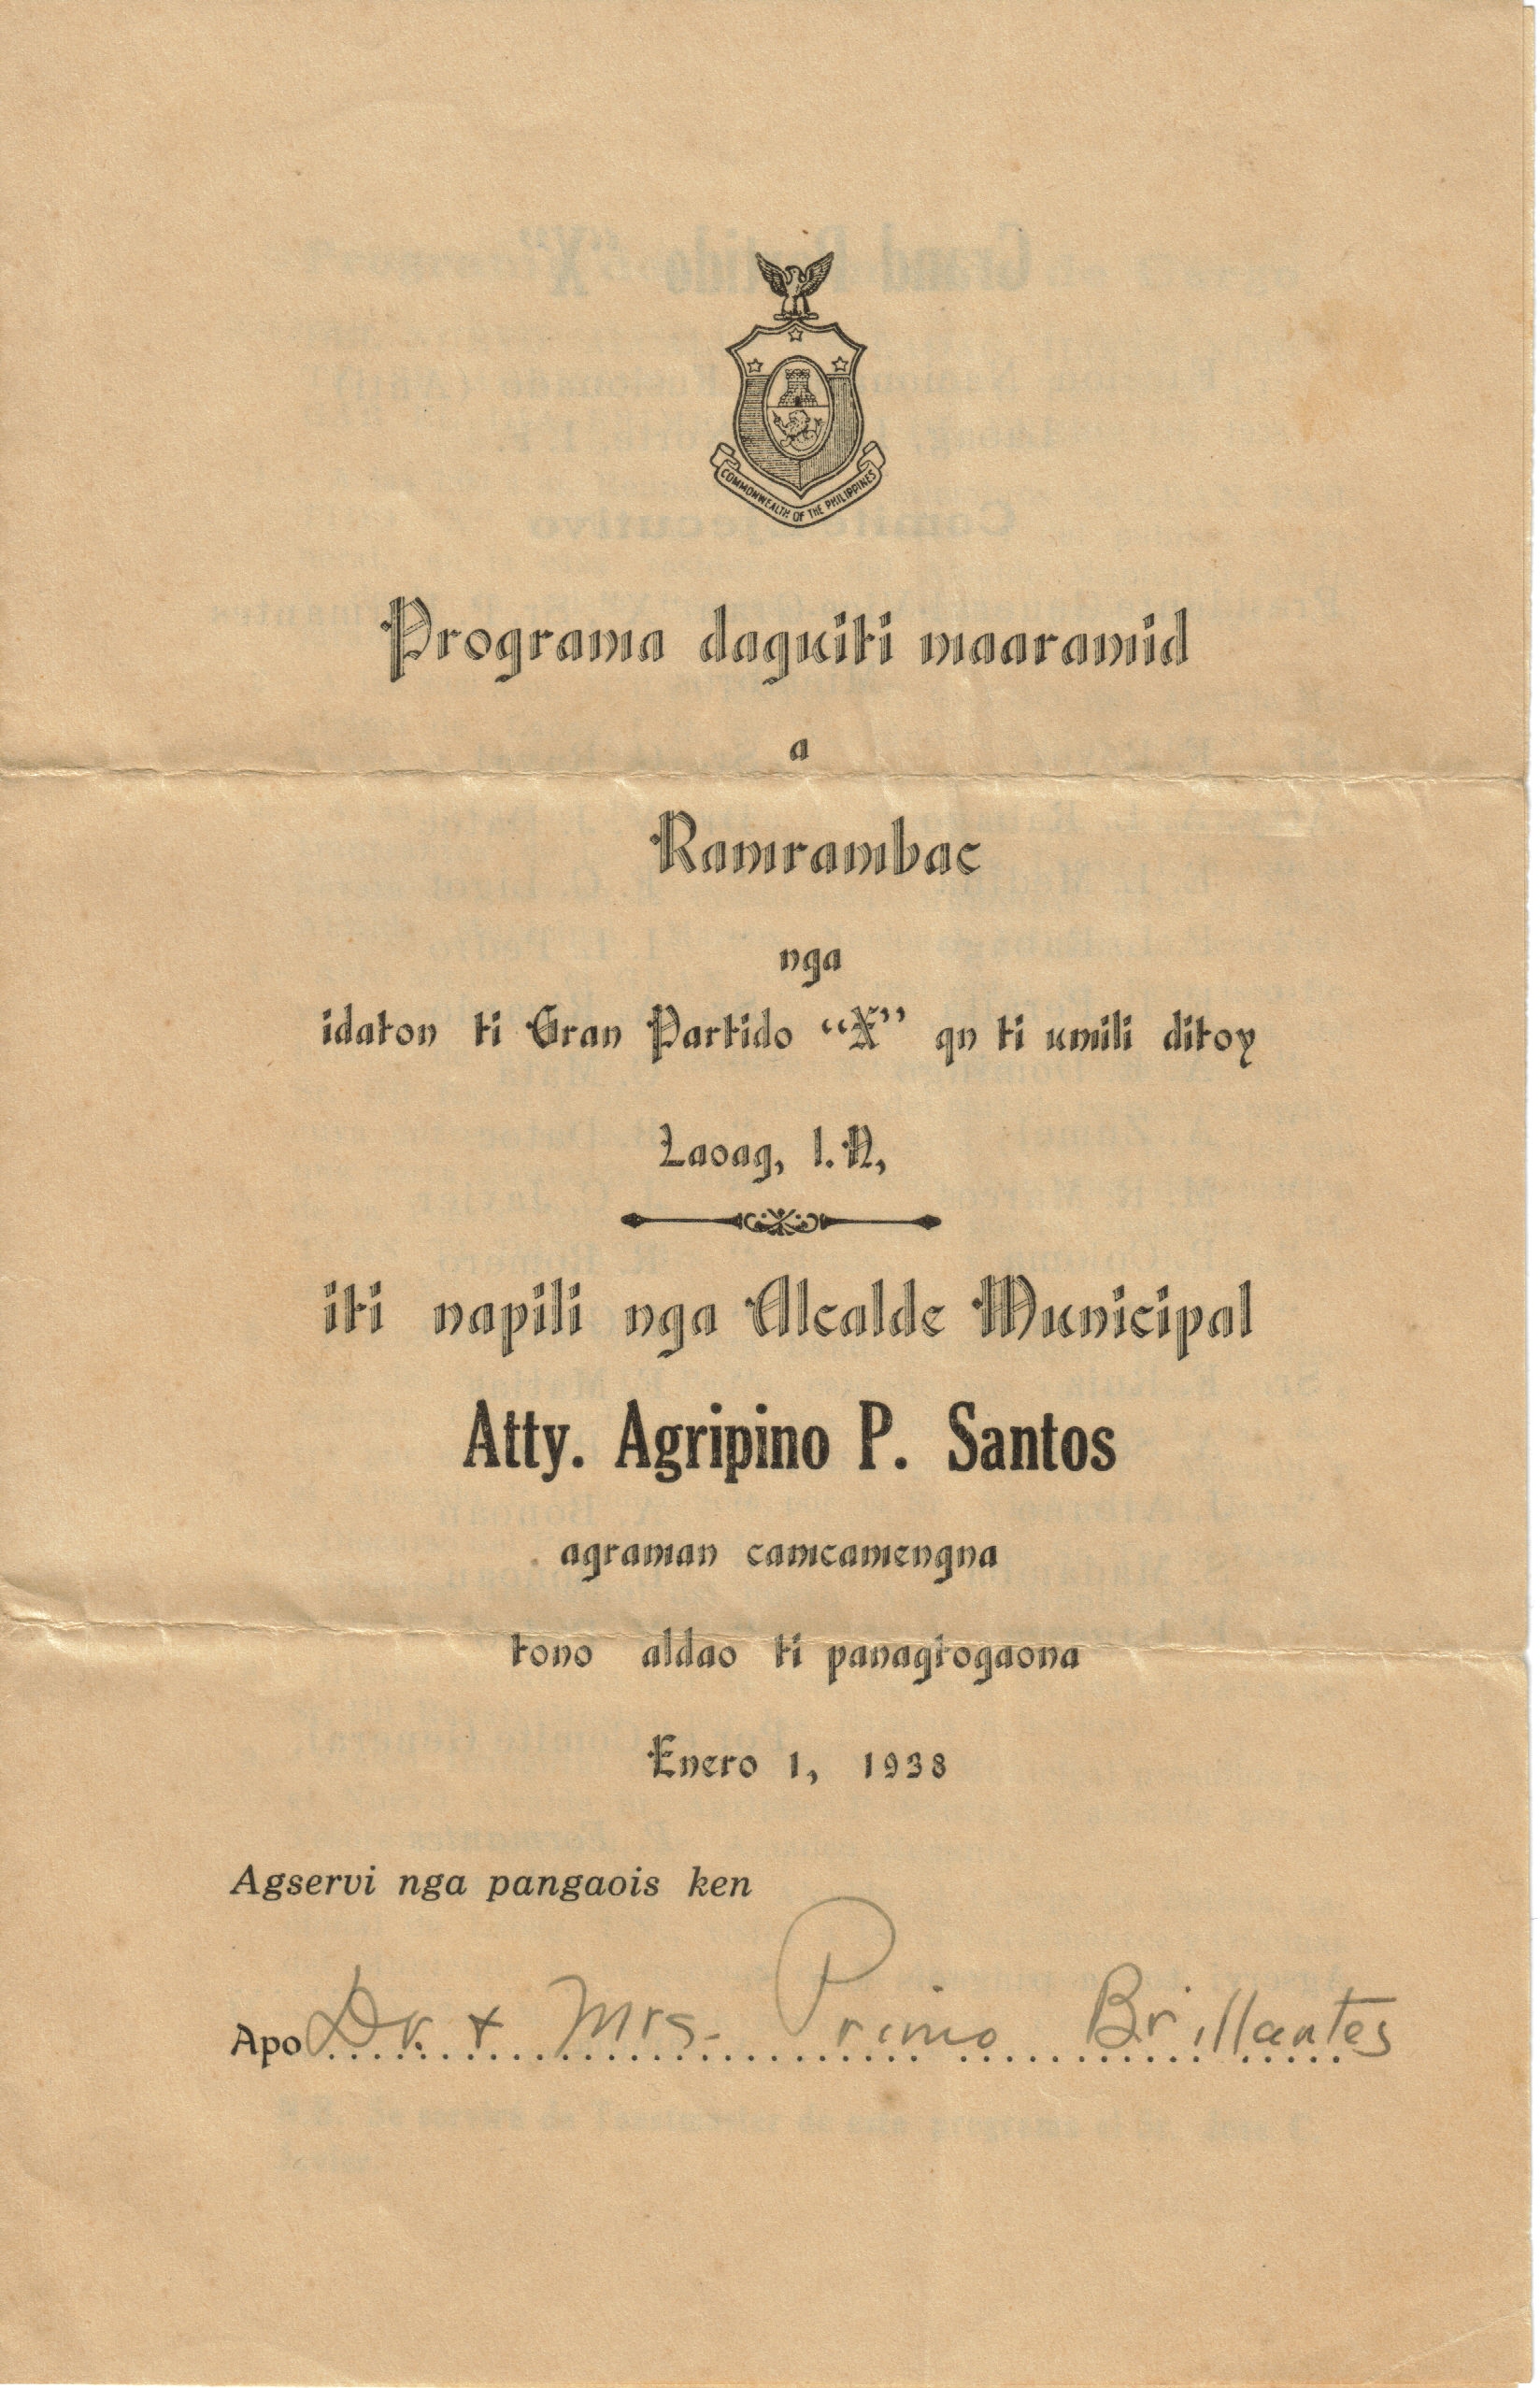 COMMONWEALTH OF THE PHILIPPINES
Programa daguiti maaramid
a
Ramrambac
nga
idaton ti Gran Partido “X” qn ti umili ditoy
Laoag, I. N,
iti napili nga Alcalde Municipal
Atty. Agripino P. Santos
agraman camcamengna
tono aldao ti panagtogaona
Enero 1, 1938
Agservi nga pangaois ken
Apo Dr. + Mrs. Primo Brillantes